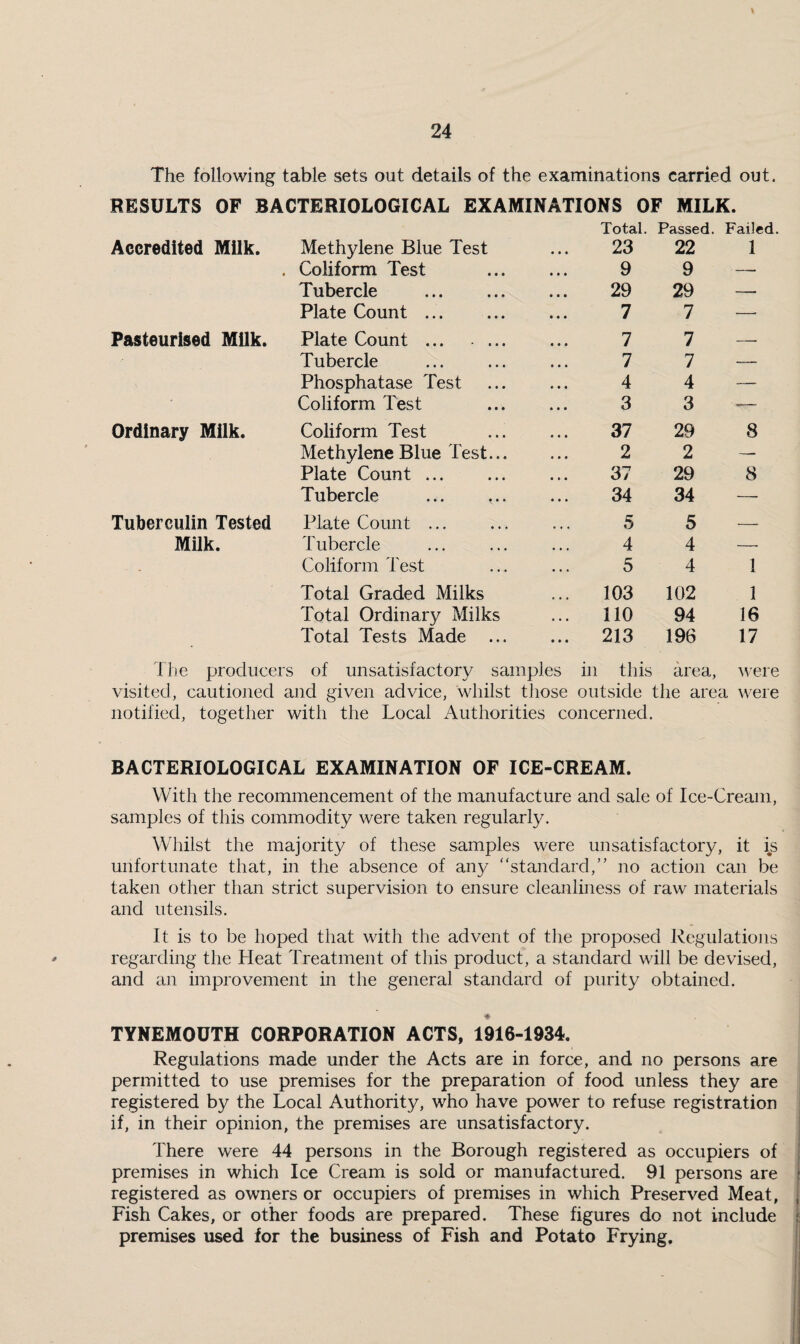 24
The following table sets out details of the examinations carried out.
RESULTS OF BACTERIOLOGICAL EXAMINATIONS OF MILK.
Total. Passed. Failed.
Accredited Milk. Methylene Blue Test ... 23 22 1
. Coliform Test ... ... 9 9 —
Tubercle ... ... ... 29 29 —
Plate Count ... ... ... 7 7 —
Pasteurised Milk. Plate Count ... ... ... 7 7 —
Tubercle ... ... ... 7 7 —
Phosphatase Test ... ... 4 4 —
Coliform Test ... ... 3 3 —
Ordinary Milk. Coliform Test ... ... 37 29 8
Methylene Blue Test... ... 2 2 —
Plate Count ... ... ... 37 29 8
Tubercle ... ... ... 34 34 —
Tuberculin Tested Plate Count ... ... ... 5 5 —
Milk. Tubercle ... ... ... 4 4 —
Coliform Test ... ... 5 4 1
Total Graded Milks ... 103 102 1
Total Ordinary Milks ... 110 94 16
Total Tests Made ... ... 213 196 17
The producers of unsatisfactory samples in this area, were
visited, cautioned and given advice, whilst those outside the area were
notified, together with the Local Authorities concerned.
BACTERIOLOGICAL EXAMINATION OF ICE-CREAM.
With the recommencement of the manufacture and sale of Ice-Cream,
samples of this commodity were taken regularly.
Whilst the majority of these samples were unsatisfactory, it is
unfortunate that, in the absence of any “standard,” no action can be
taken other than strict supervision to ensure cleanliness of raw materials
and utensils.
It is to be hoped that with the advent of the proposed Regulations
regarding the Heat Treatment of this product, a standard will be devised,
and an improvement in the general standard of purity obtained.
TYNEMOUTH CORPORATION ACTS, 1916-1934.
Regulations made under the Acts are in force, and no persons are
permitted to use premises for the preparation of food unless they are
registered by the Local Authority, who have power to refuse registration
if, in their opinion, the premises are unsatisfactory.
There were 44 persons in the Borough registered as occupiers of
premises in which Ice Cream is sold or manufactured. 91 persons are
registered as owners or occupiers of premises in which Preserved Meat,
Fish Cakes, or other foods are prepared. These figures do not include
premises used for the business of Fish and Potato Frying.